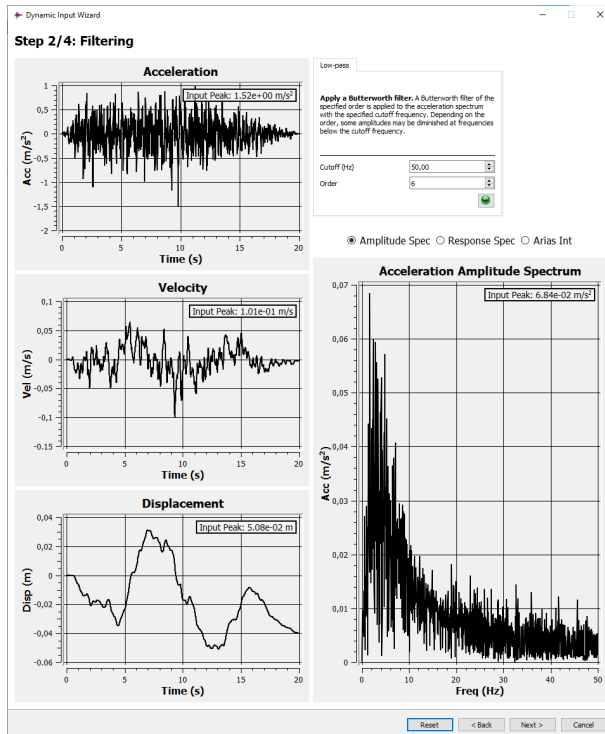 Dynamic Input Wizard
Step 2/4: Filtering
Acceleration
Input Peak: 1.52e+00 m/s²
Acc (m/s²)
1
0,5
0
-0,5
-1
-1,5
-2
0 5 10 15 20
Time (s)
Velocity
Input Peak: 1.01e-01 m/s
Vel (m/s)
0,1
0,05
0
-0,05
-0,1
-0.15
0 5 10 15 20
Time (s)
Displacement
Input Peak: 5.08e-02 m
Disp (m)
0,04
0,02
0
-0,02
-0,04
-0.06
0 5 10 15 20
Time (s)
Low-pass
Apply a Butterworth filter. A Butterworth filter of the
specified order is applied to the acceleration spectrum
with the specified cutoff frequency. Depending on the
order, some amplitudes may be diminished at frequencies
below the cutoff frequency.
Cutoff (Hz) 50,00
Order 6
Amplitude Spec Response Spec Arias Int
Acceleration Amplitude Spectrum
Input Peak: 6.84e-02 m/s²
Acc (m/s²)
0,07
0,06
0,05
0,04
0,03
0,02
0,01
0
0 10 20 30 40 50
Freq (Hz)
Reset < Back Next > Cancel